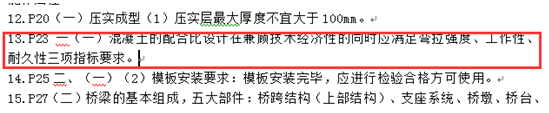 12.P20（一）压实成型（1）压实层最大厚度不宜大于100mm。
13.P23 一（一）混凝土的配合比设计在兼顾技术经济性的同时应满足弯拉强度、工作性、
耐久性三项指标要求。
14.P25 二、（一）（2）模板安装要求：模板安装完毕，应进行检验合格方可使用。
15.P27（二）桥梁的基本组成，五大部件：桥跨结构（上部结构）、支座系统、桥墩、桥台、